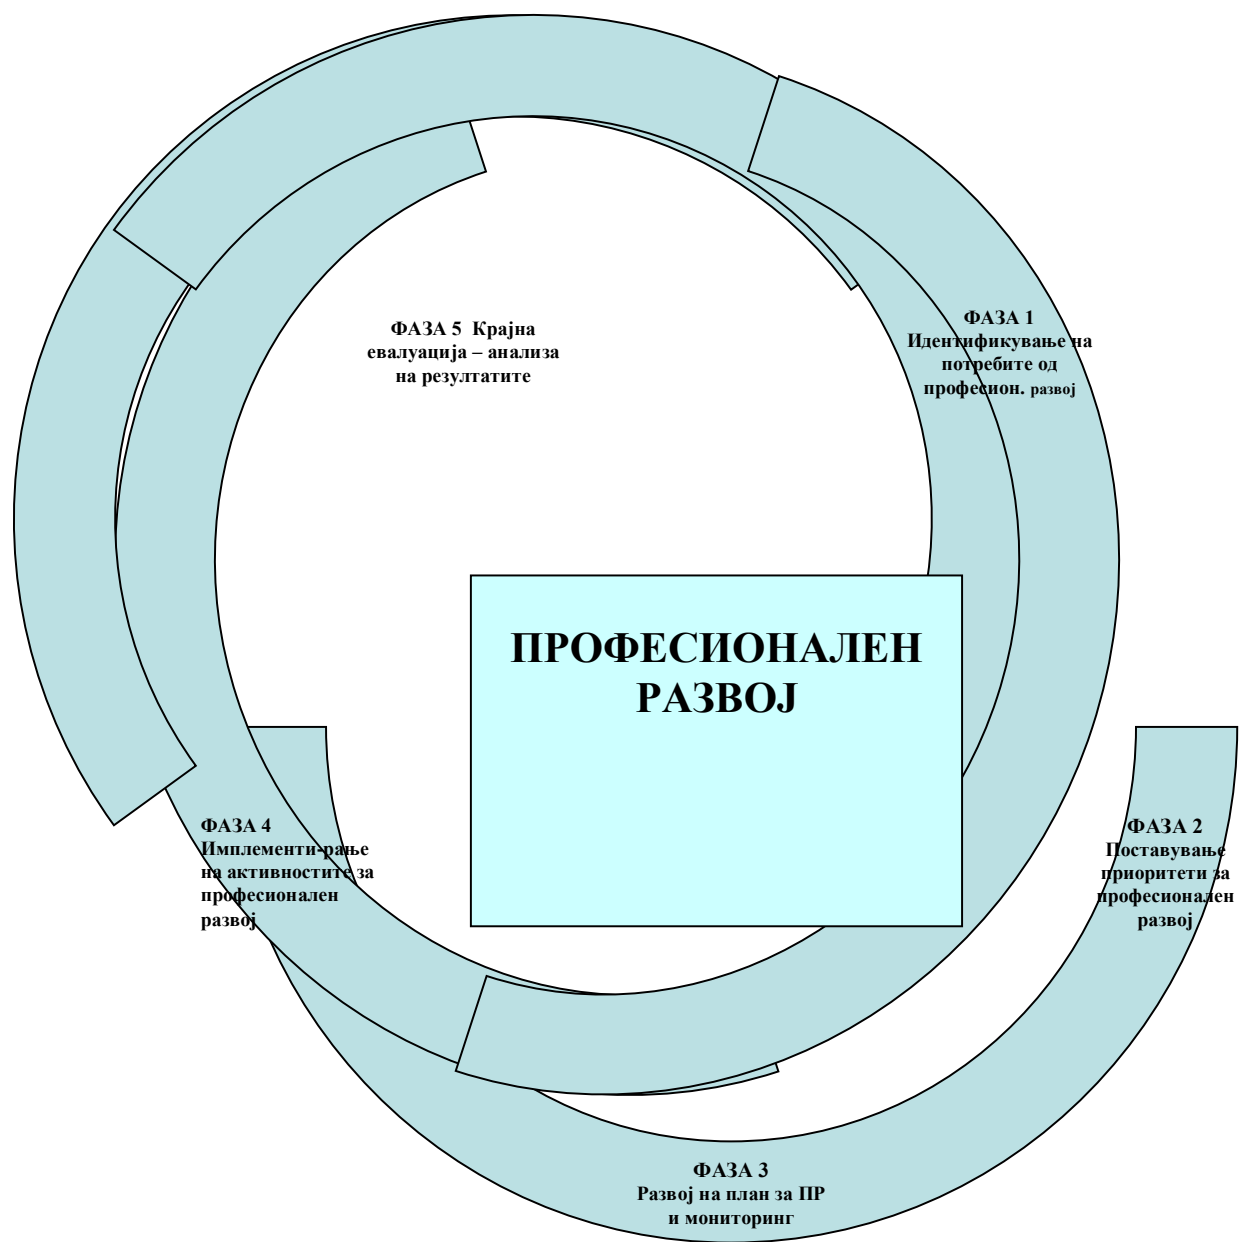 ФАЗА 5  Крајна
евалуација – анализа
на резултатите
ФАЗА 1
Идентификување на
потребите од
професион. развој
ПРОФЕСИОНАЛЕН
РАЗВОЈ
ФАЗА 4
Имплементи-рање
на активностите за
професионален
развој
ФАЗА 2
Поставување
приоритети за
професионален
развој
ФАЗА 3
Развој на план за ПР
и мониторинг